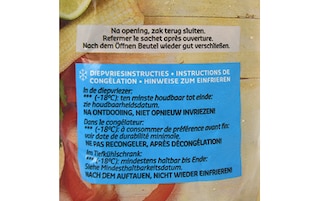 Na opening, zak terug sluiten.
Refermer le sachet après ouverture.
Nach dem Öffnen Beutel wieder gut verschließen.
DIEPVRIESINSTRUCTIES • INSTRUCTIONS DE
CONGÉLATION • HINWEISE ZUM EINFRIEREN
In de diepvriezer:
*** (-18°C): ten minste houdbaar tot einde:
zie houdbaarheidsdatum.
NA ONTDOOIING, NIET OPNIEUW INVRIEZEN!
Dans le congélateur:
*** (-18°C): à consommer de préférence avant fin:
voir date de durabilité minimale.
NE PAS RECONGELER, APRÈS DÉCONGÉLATION!
Im Tiefkühlschrank:
*** (-18°C): mindestens haltbar bis Ende:
Siehe Mindesthaltbarkeitsdatum.
NACH DEM AUFTAUEN, NICHT WIEDER EINFRIEREN!